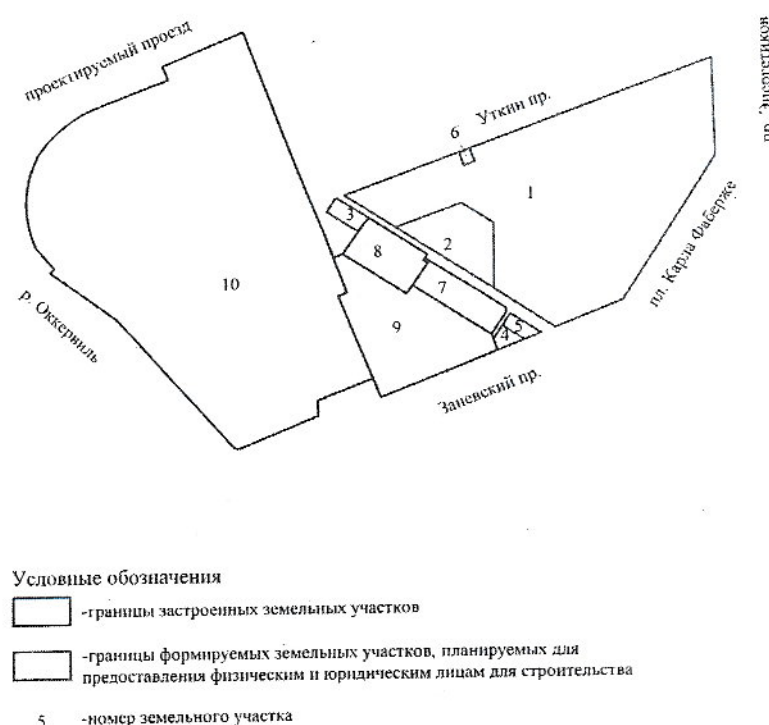 проектируемый проезд
пр. Энергетиков
6 Уткин пр.
1
3
2
8
пл. Карла Фаберже
10
7
р. Оккервиль
9
5
4
Заневский пр.
Условные обозначения
-границы застроенных земельных участков
-границы формируемых земельных участков, планируемых для
предоставления физическим и юридическим лицам для строительства
5 -номер земельного участка